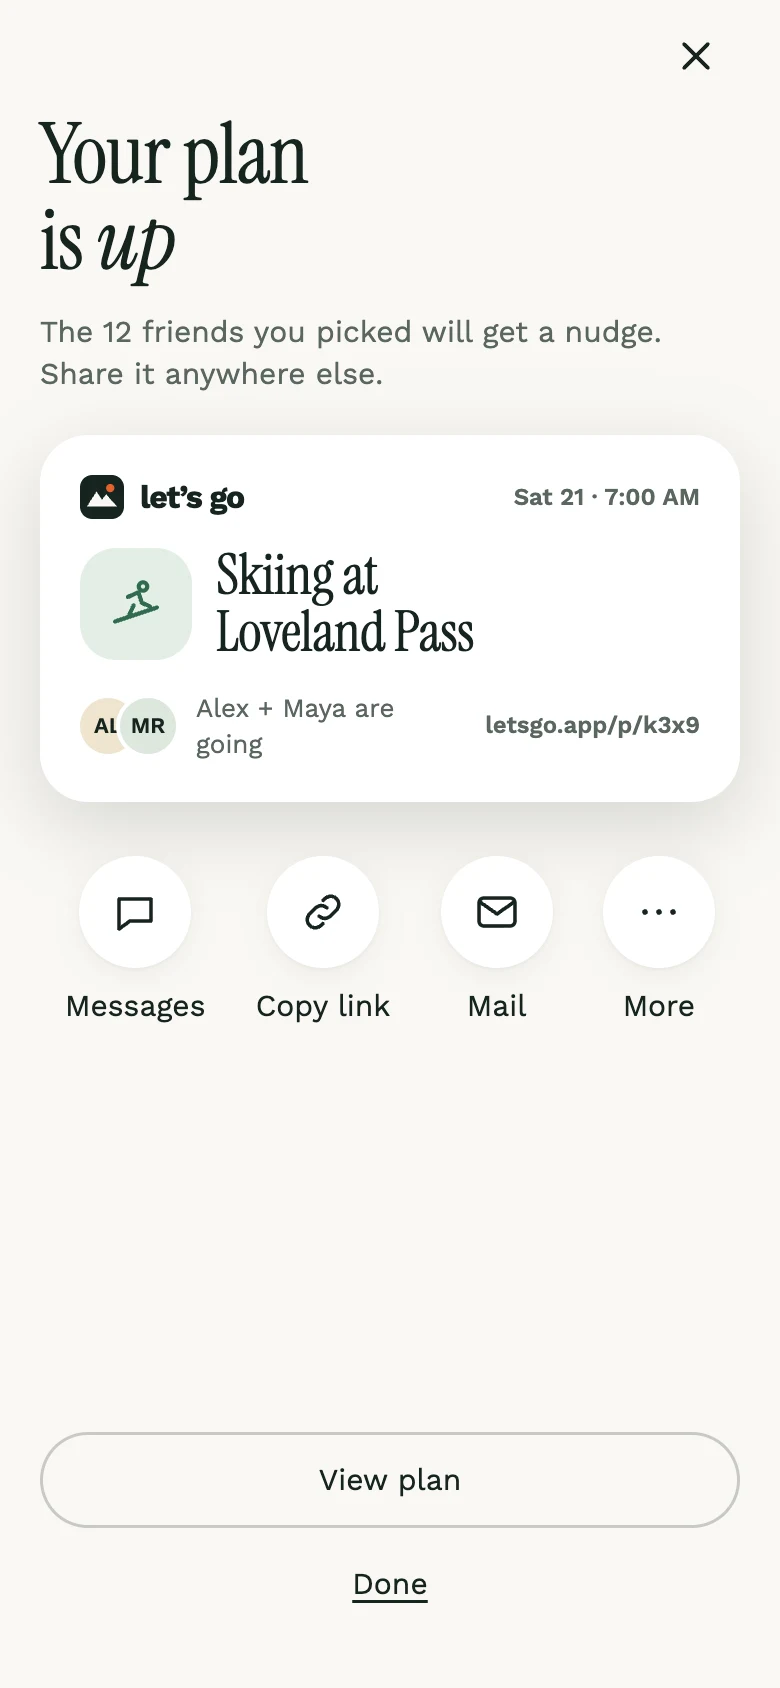 Your plan
is up
The 12 friends you picked will get a nudge.
Share it anywhere else.
let’s go
Sat 21 · 7:00 AM
Skiing at
Loveland Pass
AL
MR
Alex + Maya are
going
letsgo.app/p/k3x9
Messages
Copy link
Mail
More
View plan
Done